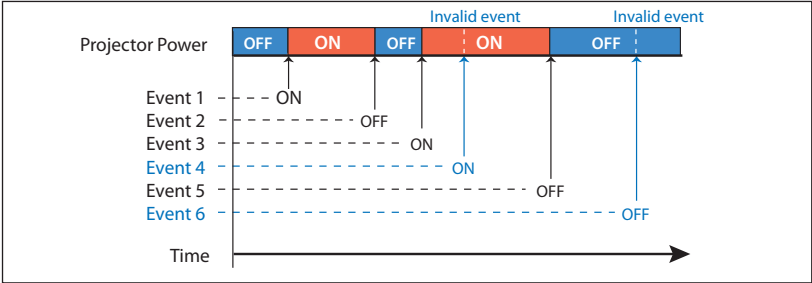 Invalid event Invalid event
Projector Power OFF ON OFF ON OFF
Event 1 ON
Event 2 OFF
Event 3 ON
Event 4 ON
Event 5 OFF
Event 6 OFF
Time